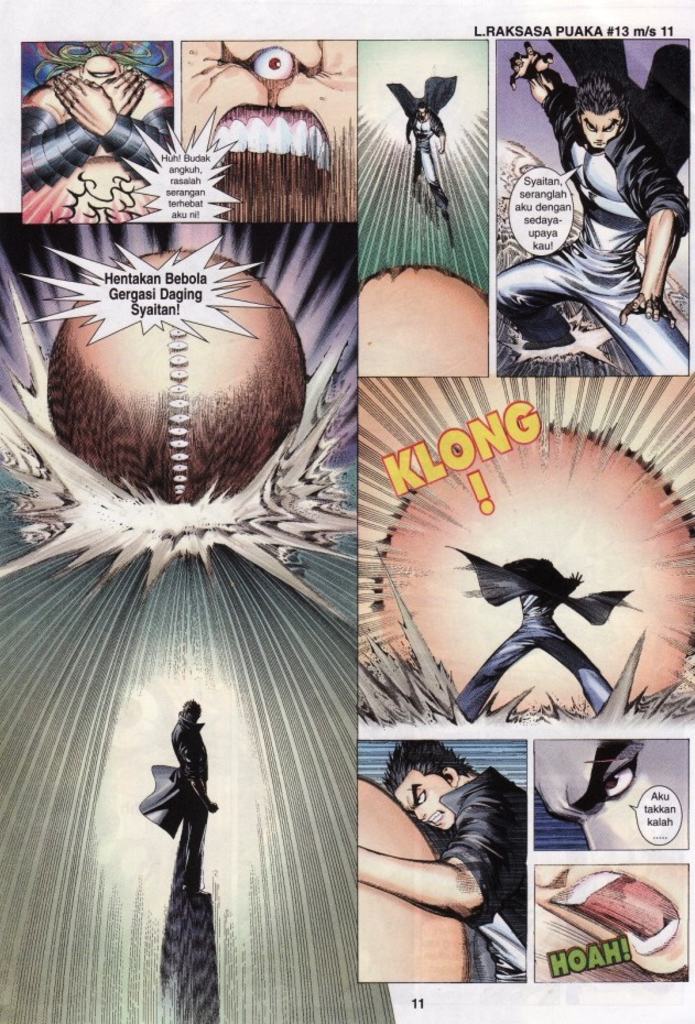 L.RAKSASA PUAKA #13 m/s 11
Huh! Budak
angkuh,
rasalah
serangan
terhebat
aku ni!
Syaitan,
seranglah
aku dengan
sedaya-
upaya
kau!
Hentakan Bebola
Gergasi Daging
Syaitan!
KLONG
!
Aku
takkan
kalah
.....
HOAH!
11